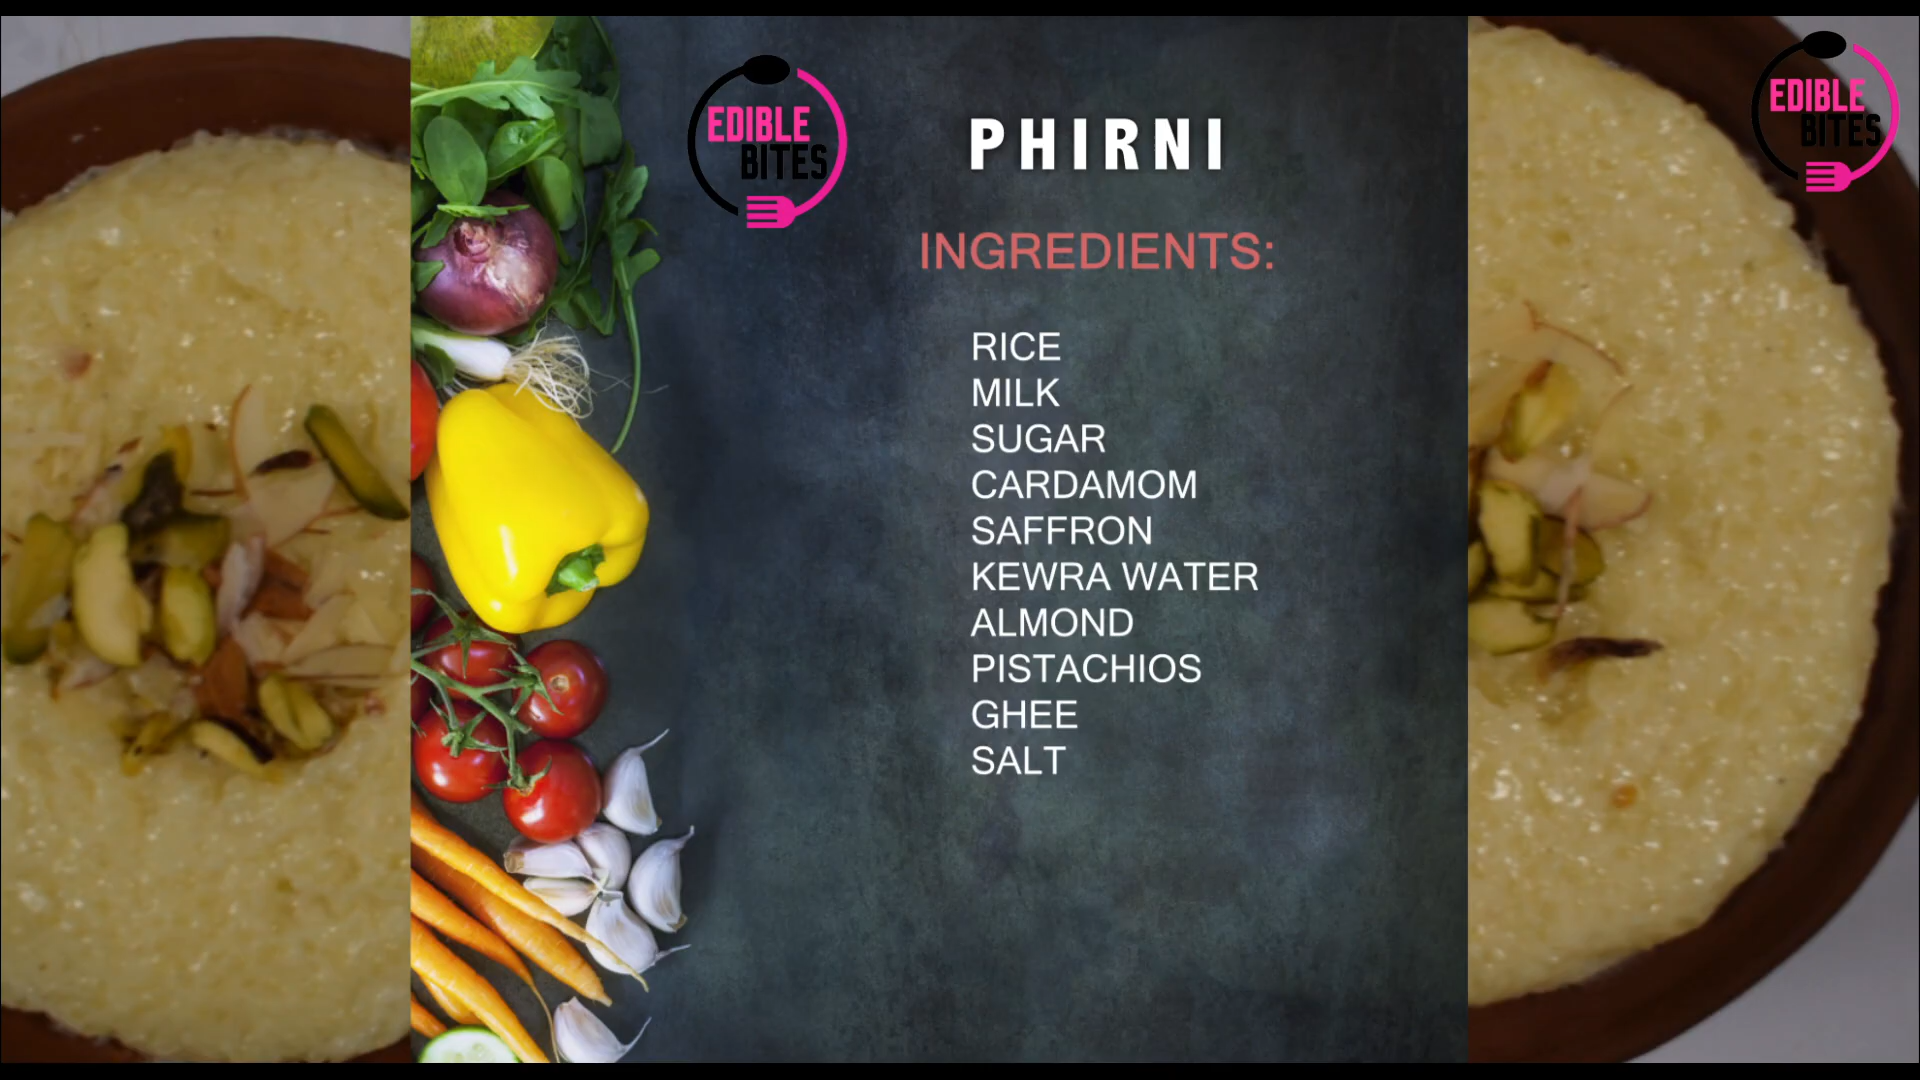 EDIBLE
BITES
PHIRNI
EDIBLE
BITES
INGREDIENTS:
RICE
MILK
SUGAR
CARDAMOM
SAFFRON
KEWRA WATER
ALMOND
PISTACHIOS
GHEE
SALT